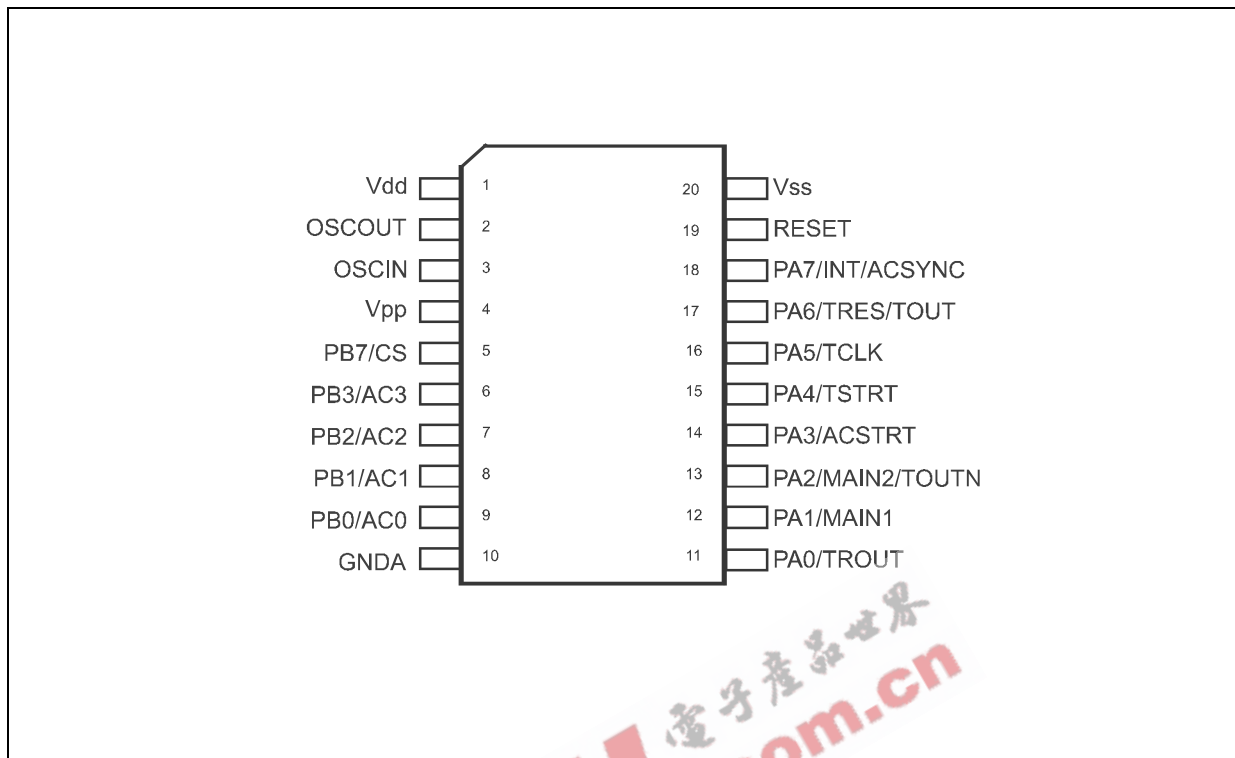 Vdd 1 20 Vss
OSCOUT 2 19 RESET
OSCIN 3 18 PA7/INT/ACSYNC
Vpp 4 17 PA6/TRES/TOUT
PB7/CS 5 16 PA5/TCLK
PB3/AC3 6 15 PA4/TSTRT
PB2/AC2 7 14 PA3/ACSTRT
PB1/AC1 8 13 PA2/MAIN2/TOUTN
PB0/AC0 9 12 PA1/MAIN1
GNDA 10 11 PA0/TROUT
電子產品世界
om.cn